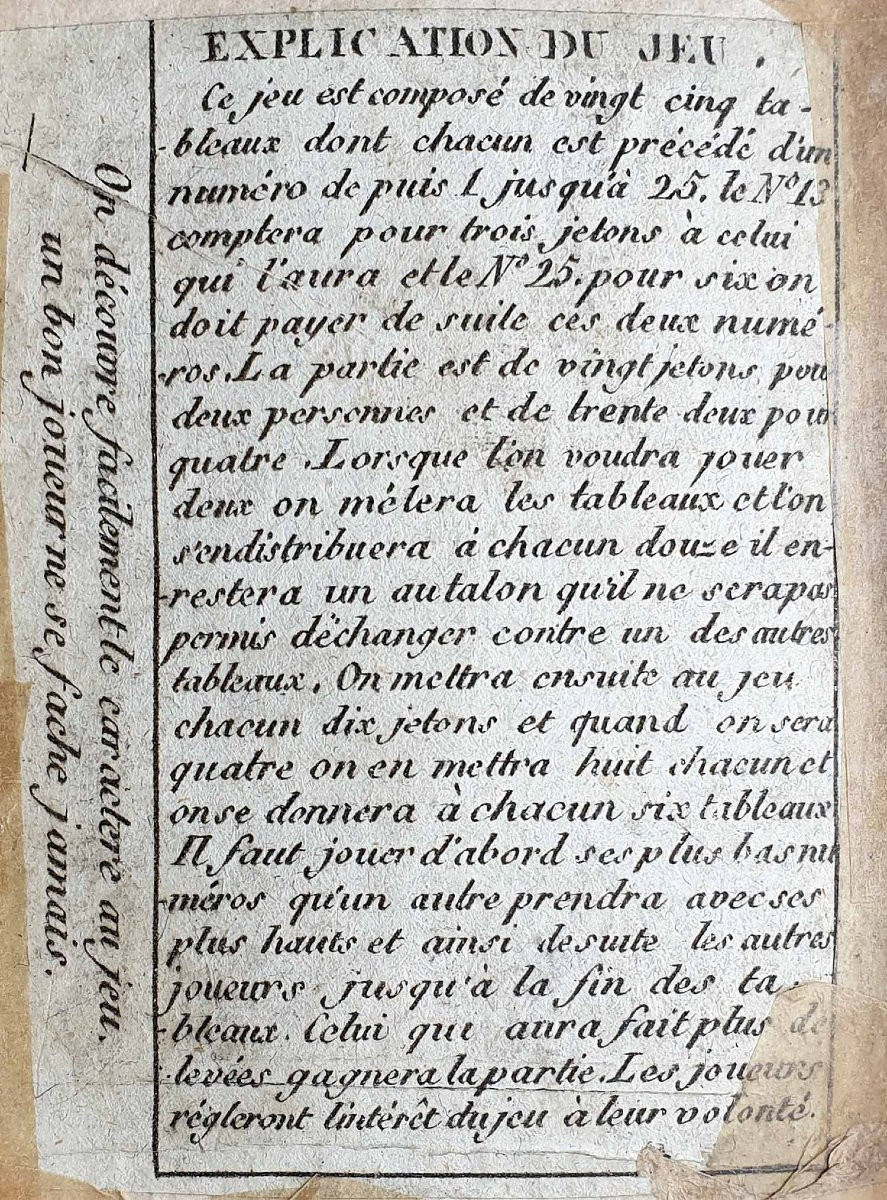 EXPLICATION DU JEU.
Ce jeu est composé de vingt cinq ta-
bleaux dont chacun est précédé d'un
numéro de puis 1 jusqu'à 25. le N.º 13
comptera pour trois jetons à celui
qui l'aura et le N.º 25. pour six on
doit payer de suite ces deux numé-
ros. La partie est de vingt jetons pou
deux personnes et de trente deux pour
quatre. Lorsque l'on voudra jouer
deux on mélera les tableaux et l'on
s'endistribuera à chacun douze il en-
restera un au talon qu'il ne sera pas
permis d'échanger contre un des autres
tableaux. On mettra ensuite au jeu
chacun dix jetons et quand on sera
quatre on en mettra huit chacun et
on se donnera à chacun six tableaux
Il faut jouer d'abord ses plus bas nu
méros qu'un autre prendra avec ses
plus hauts et ainsi desuite les autres
joueurs jusqu'à la fin des ta-
bleaux. Celui qui aura fait plus de
levées gagnera la partie. Les joueurs
régleront l'intérêt du jeu à leur volonté.
On découvre facilement le caractere au jeu.
un bon joueur ne se fache jamais.